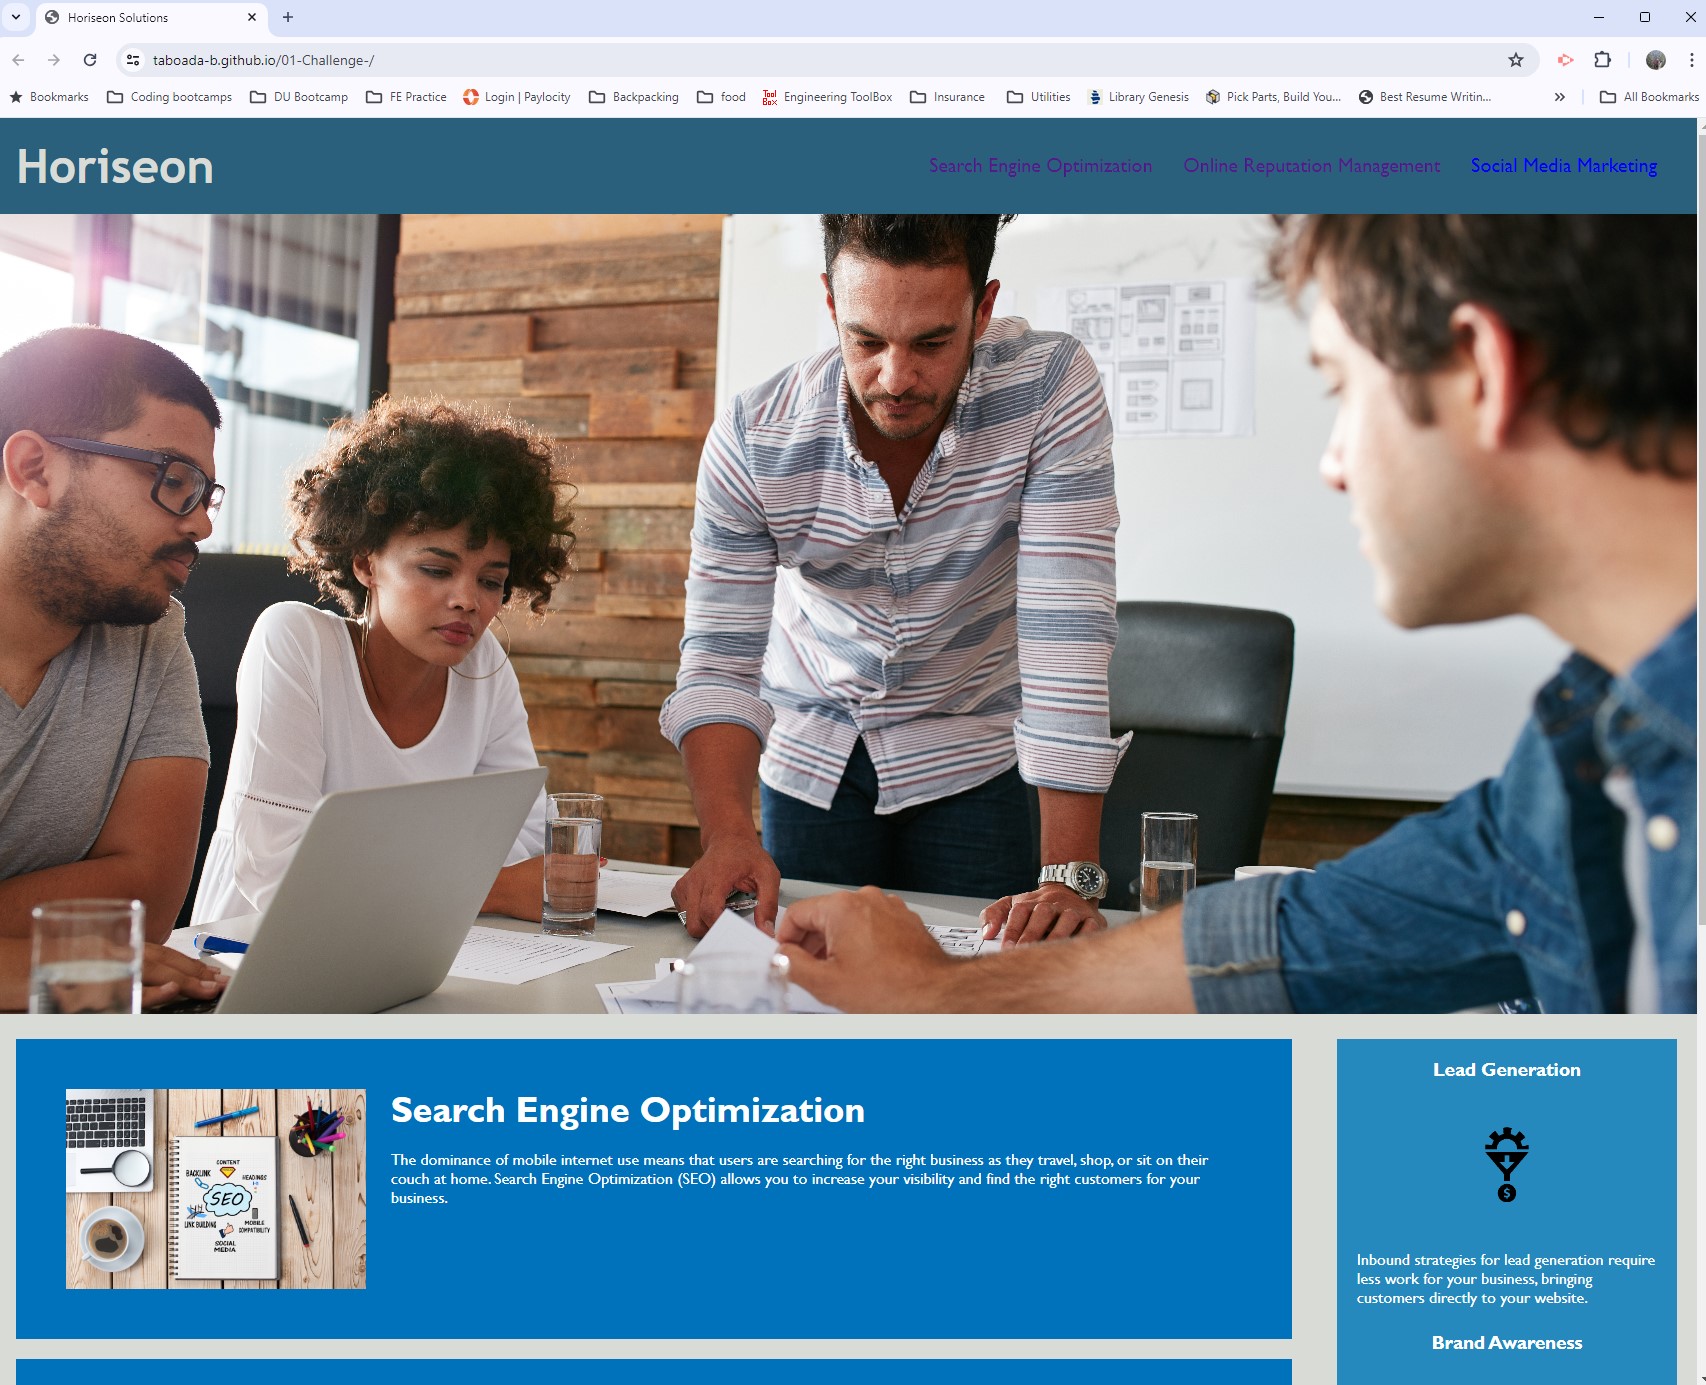 Horiseon Solutions
taboada-b.github.io/01-Challenge-/
Bookmarks Coding bootcamps DU Bootcamp FE Practice Login | Paylocity Backpacking food Tool Box Engineering ToolBox Insurance Utilities Library Genesis Pick Parts, Build You... Best Resume Writin... All Bookmarks
Horiseon Search Engine Optimization Online Reputation Management Social Media Marketing
Search Engine Optimization
The dominance of mobile internet use means that users are searching for the right business as they travel, shop, or sit on their
couch at home. Search Engine Optimization (SEO) allows you to increase your visibility and find the right customers for your
business.
CONTENT
BACKLINK
HEADINGS
SEO
LINK BUILDING
MOBILE
COMPATIBILITY
SOCIAL
MEDIA
Lead Generation
$
Inbound strategies for lead generation require
less work for your business, bringing
customers directly to your website.
Brand Awareness